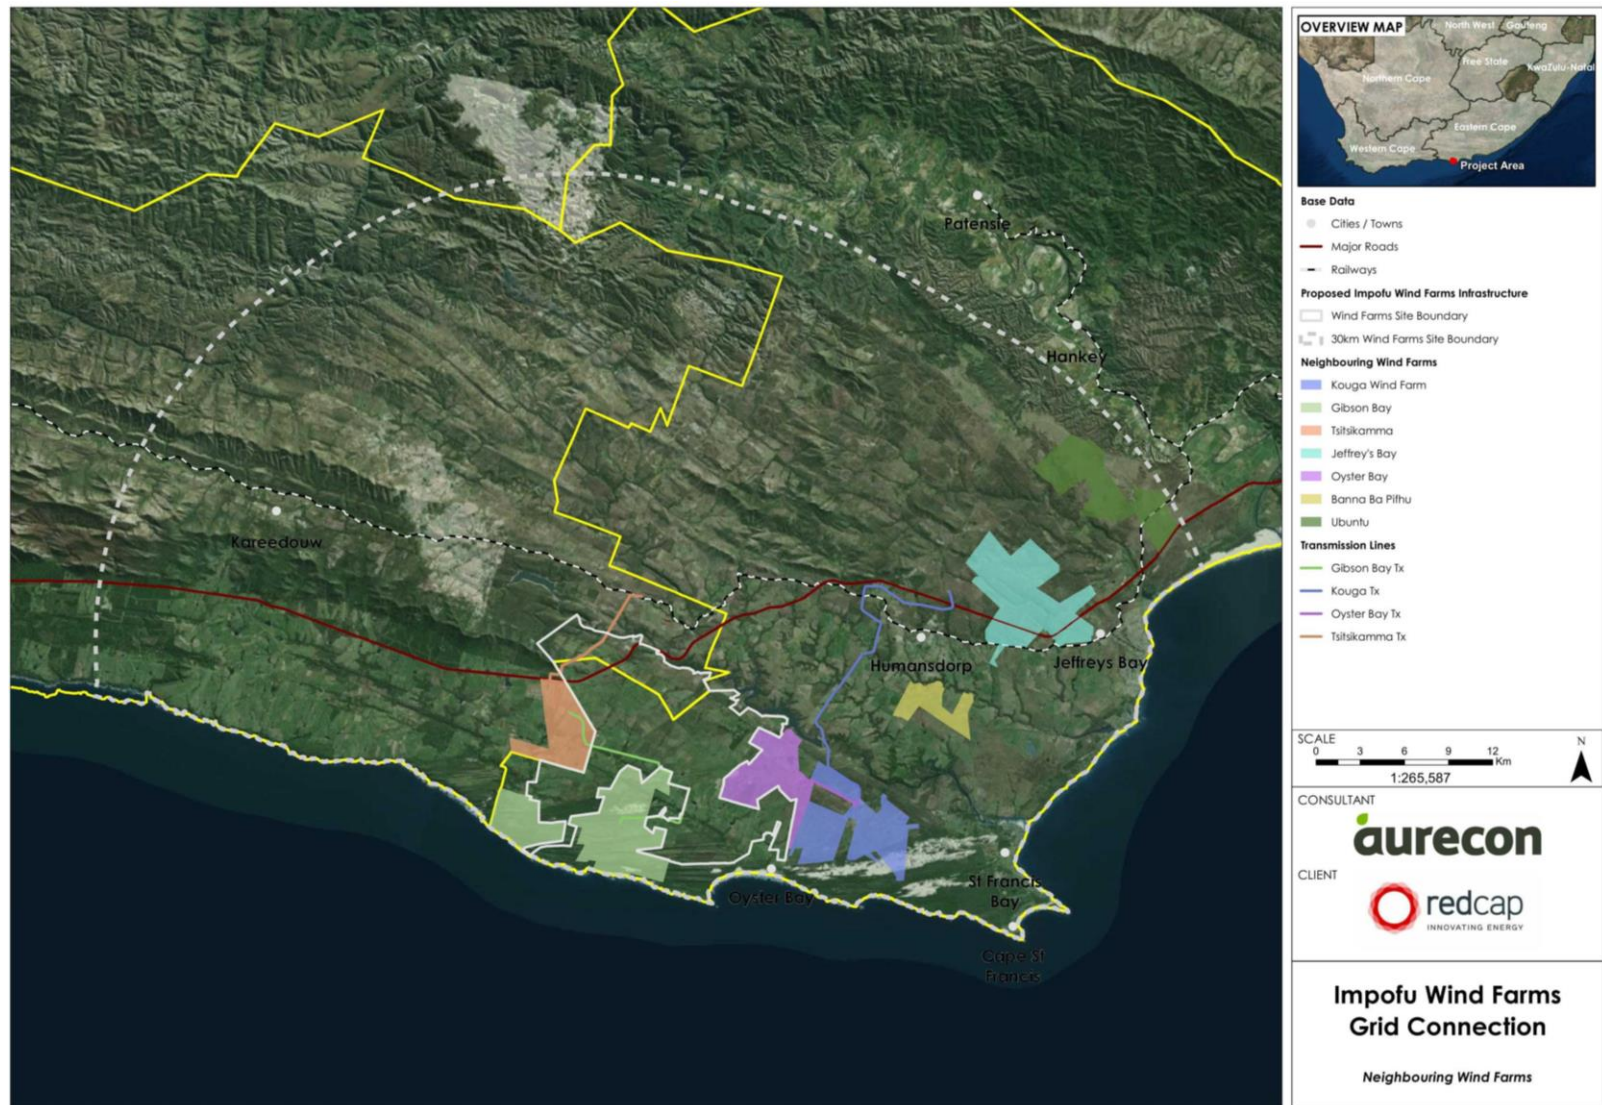 Patensie
Hankey
Kareedouw
Humansdorp
Jeffreys Bay
Oyster Bay
St Francis
Bay
Cape St
Francis
OVERVIEW MAP
North West
Gauteng
Free State
KwaZulu-Natal
Northern Cape
Eastern Cape
Western Cape
Project Area
Base Data
Cities / Towns
Major Roads
Railways
Proposed Impofu Wind Farms Infrastructure
Wind Farms Site Boundary
30km Wind Farms Site Boundary
Neighbouring Wind Farms
Kouga Wind Farm
Gibson Bay
Tsitsikamma
Jeffrey's Bay
Oyster Bay
Banna Ba Pifhu
Ubuntu
Transmission Lines
Gibson Bay Tx
Kouga Tx
Oyster Bay Tx
Tsitsikamma Tx
SCALE
0 3 6 9 12
Km
1:265,587
N
CONSULTANT
aurecon
CLIENT
redcap
INNOVATING ENERGY
Impofu Wind Farms
Grid Connection
Neighbouring Wind Farms